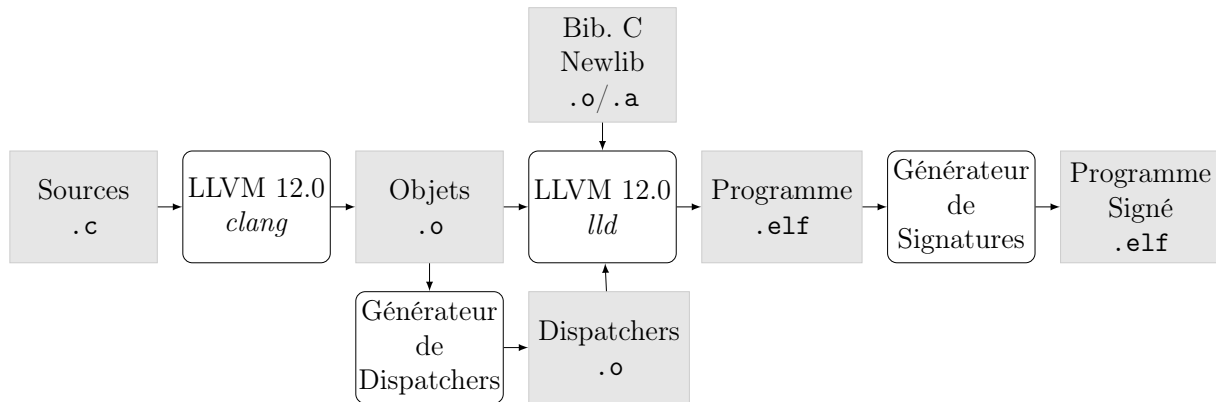 Bib. C
Newlib
.o/.a
Sources
.c
LLVM 12.0
clang
Objets
.o
LLVM 12.0
lld
Programme
.elf
Générateur
de
Signatures
Programme
Signé
.elf
Générateur
de
Dispatchers
Dispatchers
.o